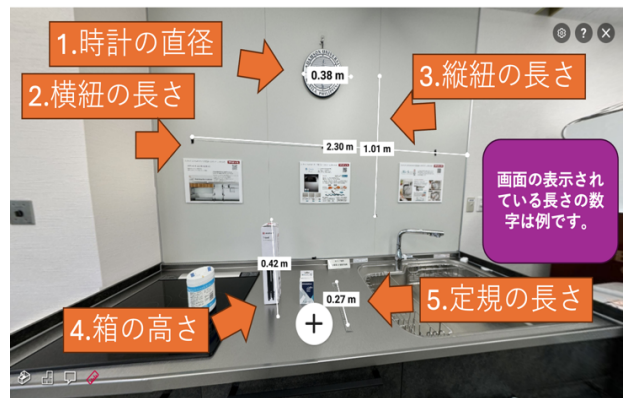 1.時計の直径
2.横紐の長さ
0.38 m
3.縦紐の長さ
2.30 m
1.01 m
画面の表示され
ている長さの数
字は例です。
0.42 m
0.27 m
4.箱の高さ
5.定規の長さ